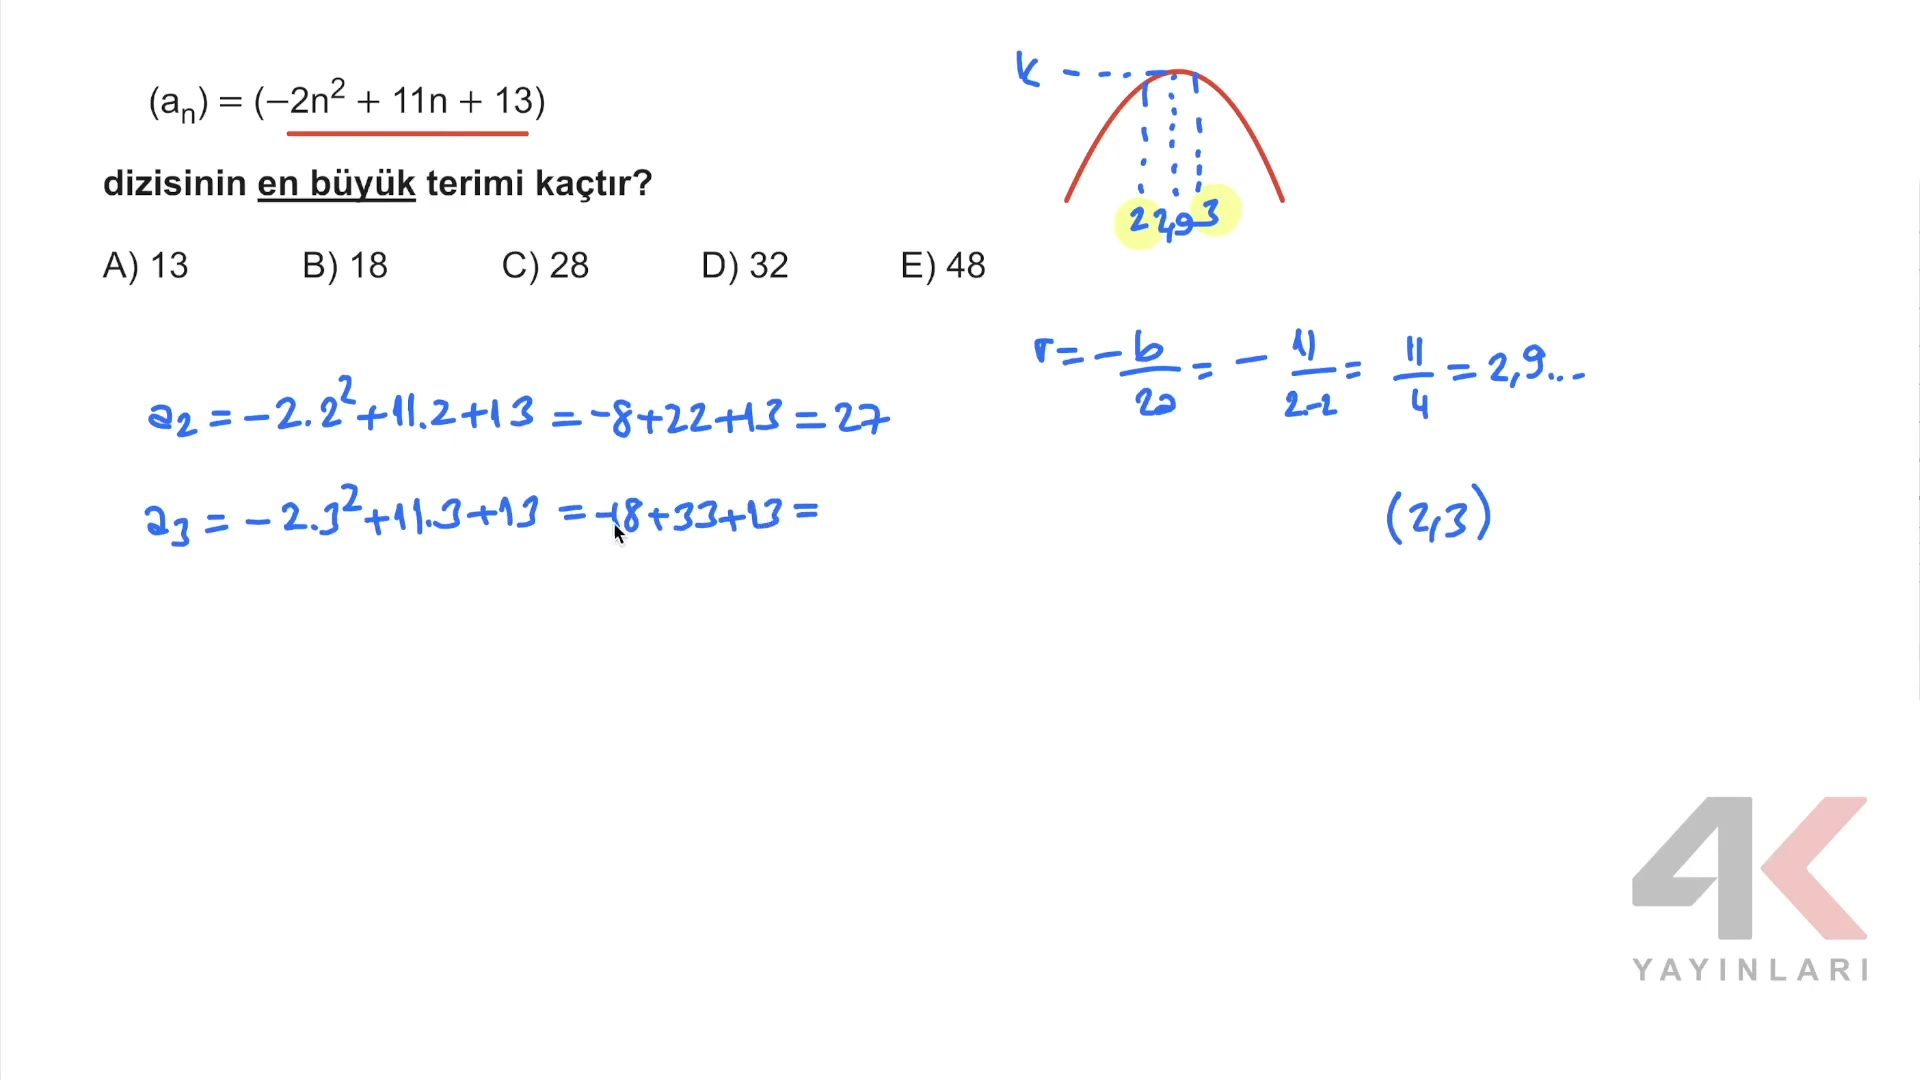 (aₙ) = (–2n² + 11n + 13)
dizisinin en büyük terimi kaçtır?
A) 13 B) 18 C) 28 D) 32 E) 48
k
2 2,9 3
r = - b/2a = - 11/2.-2 = 11/4 = 2,9...
a₂ = -2.2² + 11.2 + 13 = -8 + 22 + 13 = 27
a₃ = -2.3² + 11.3 + 13 = -18 + 33 + 13 =
(2,3)
4K
YAYINLARI